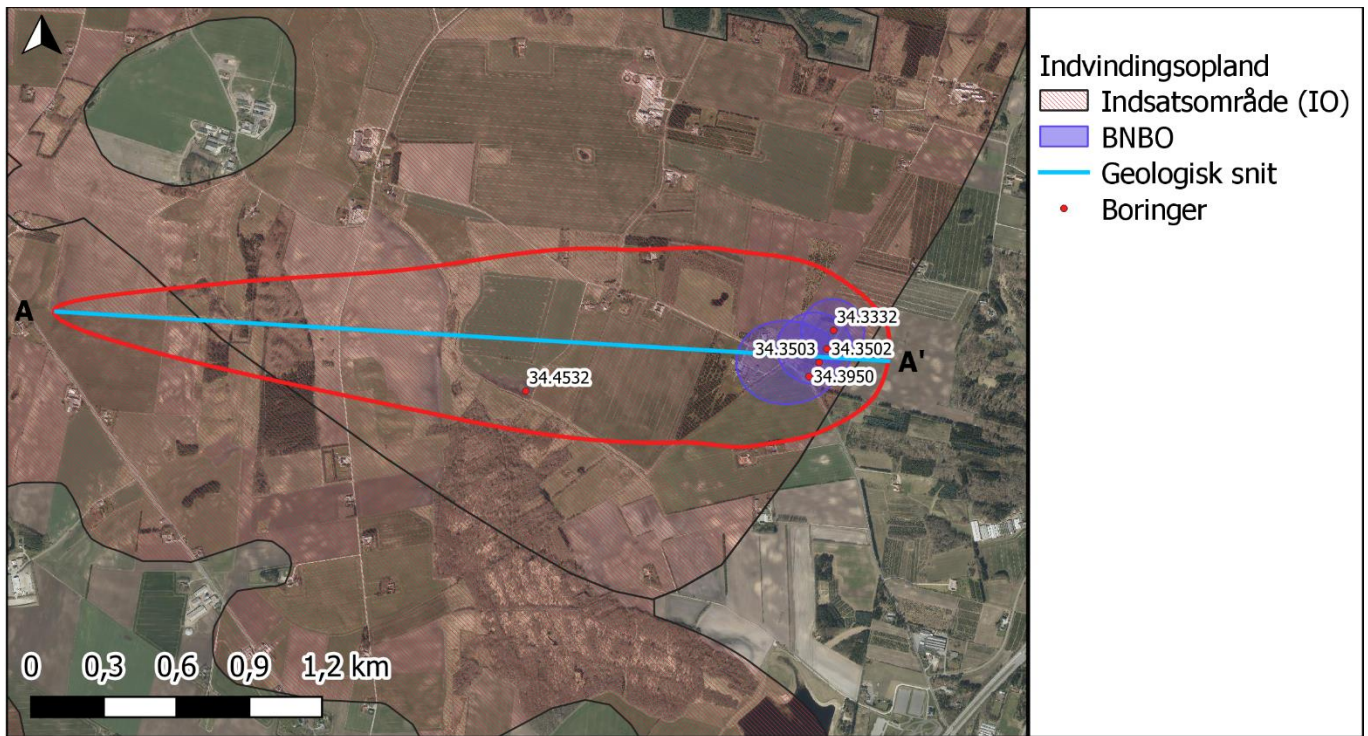 Indvindingsopland
Indsatsområde (IO)
BNBO
Geologisk snit
Boringer
A
34.3332
34.3503
34.3502
A'
34.3950
34.4532
0
0,3
0,6
0,9
1,2 km